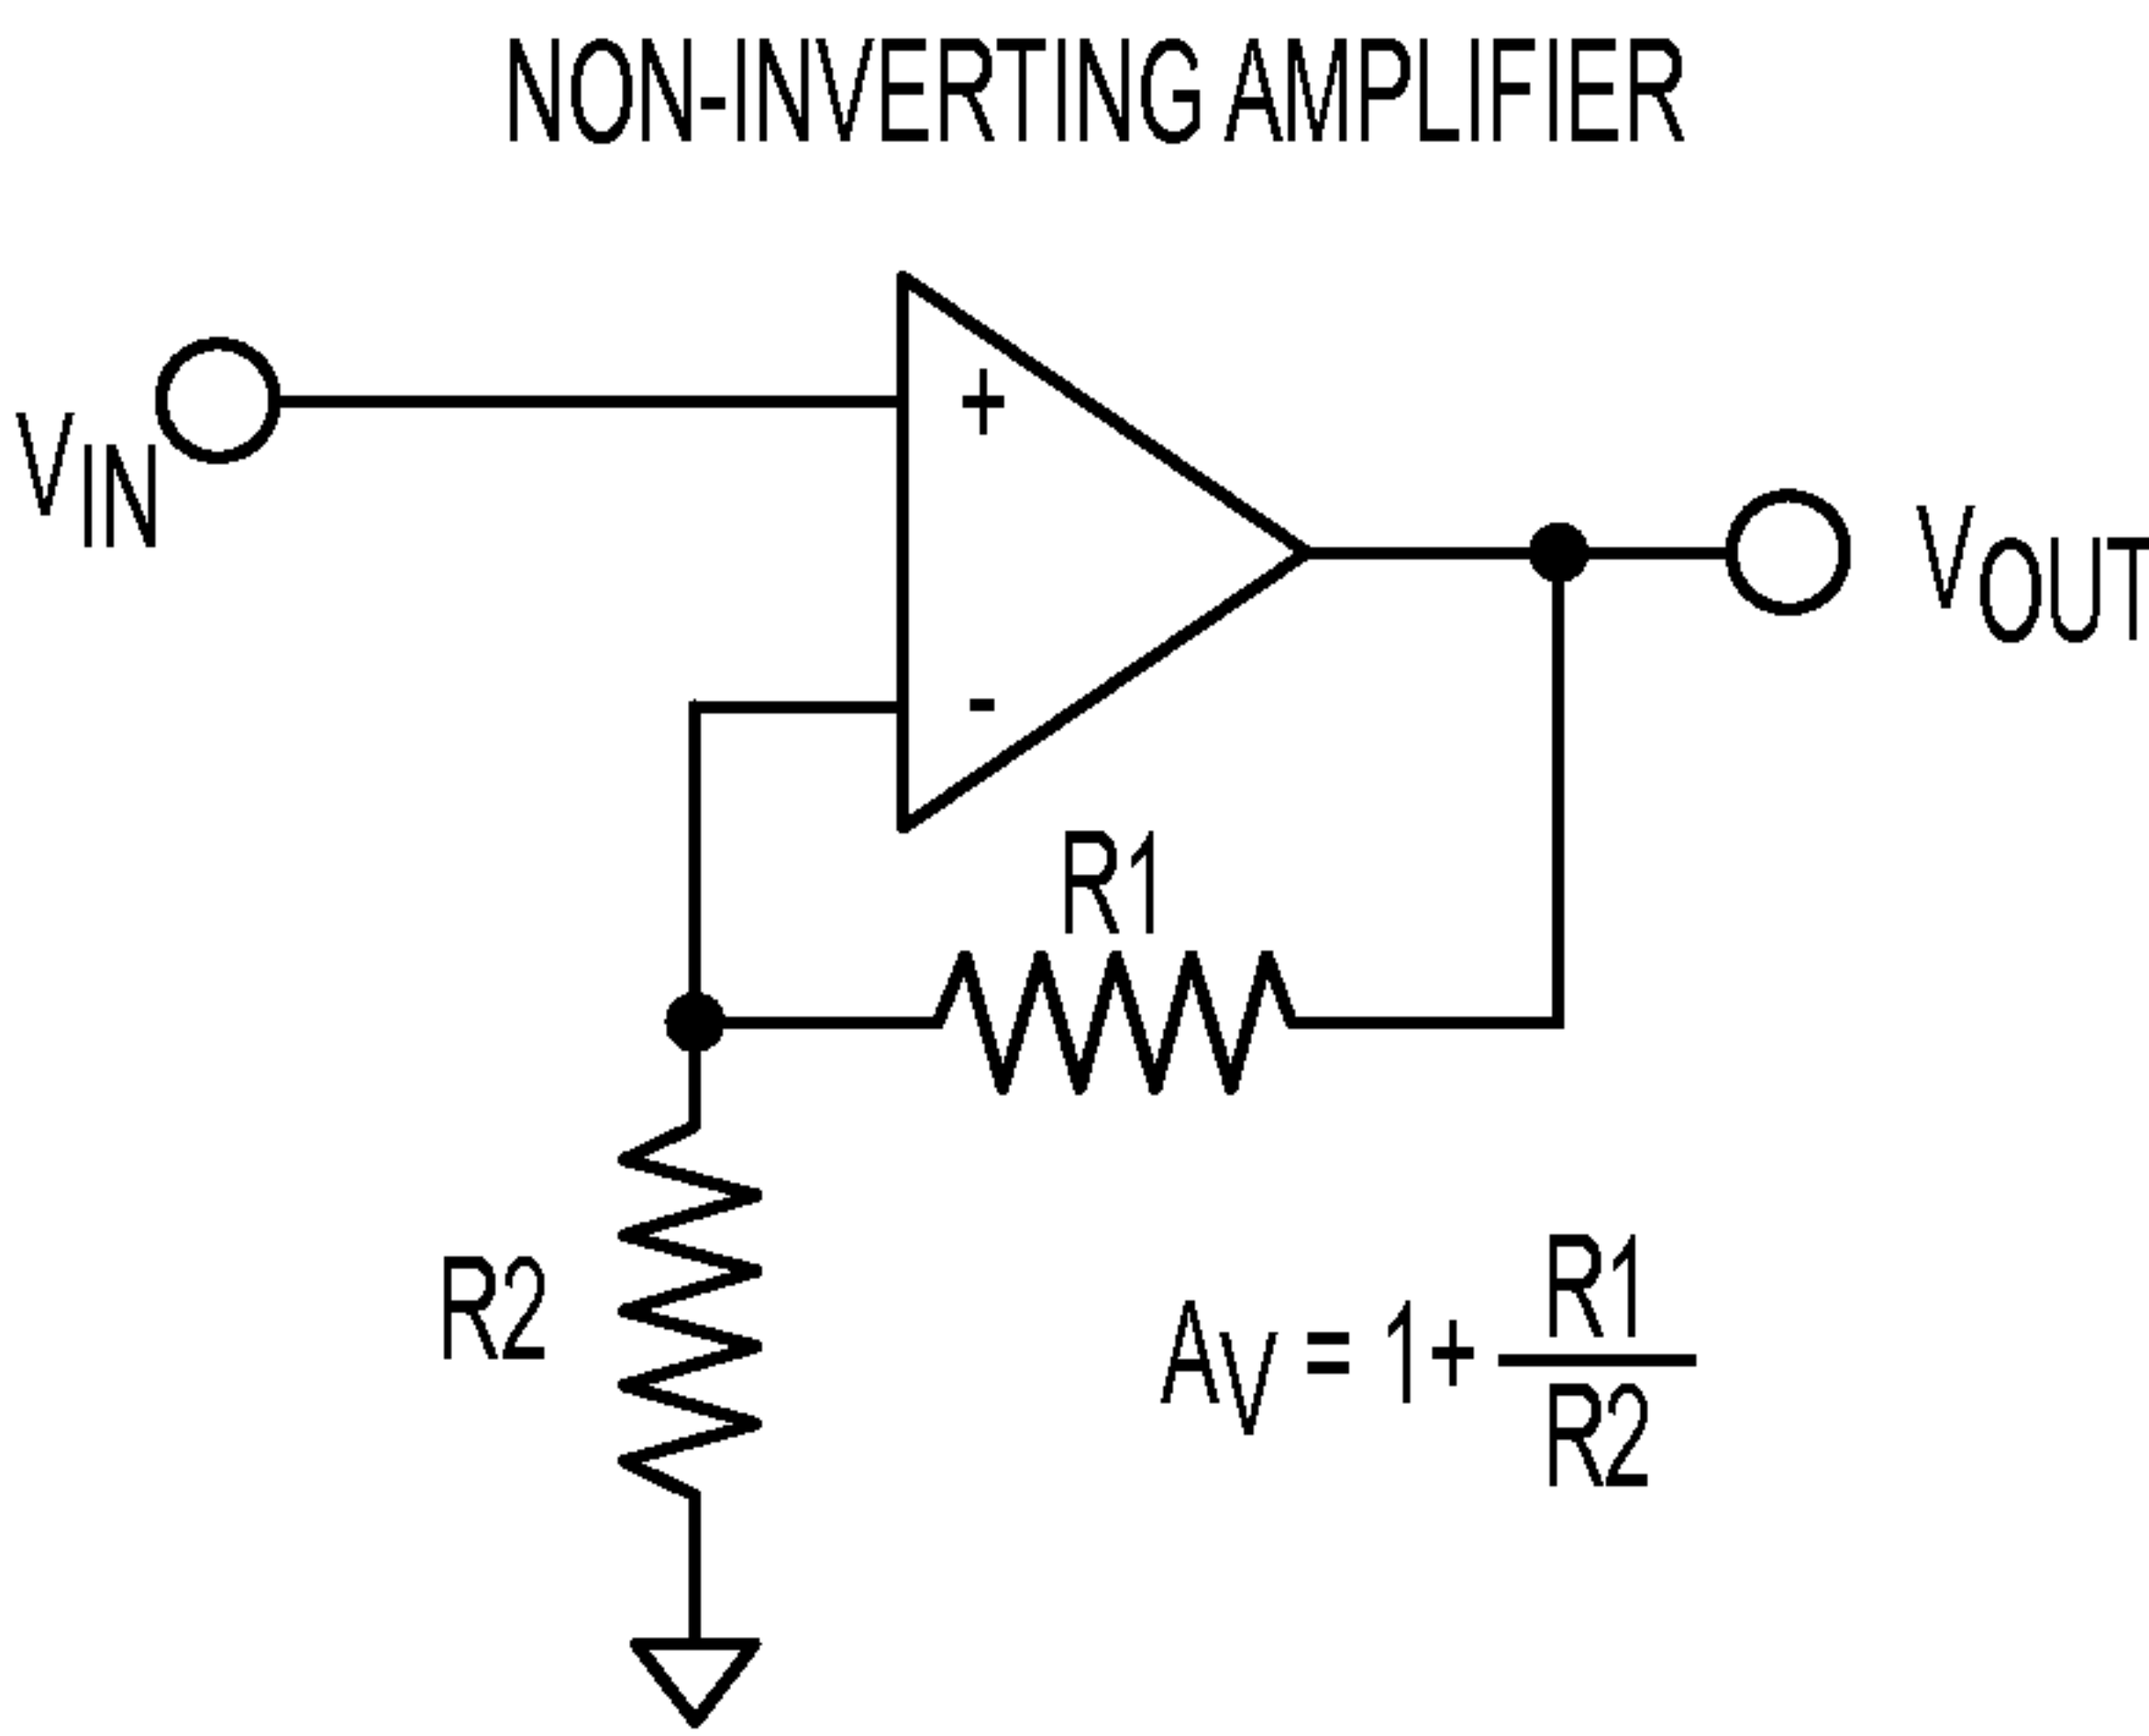 NON-INVERTING AMPLIFIER
+
VIN
VOUT
-
R1
R2
AV = 1+ R1
R2